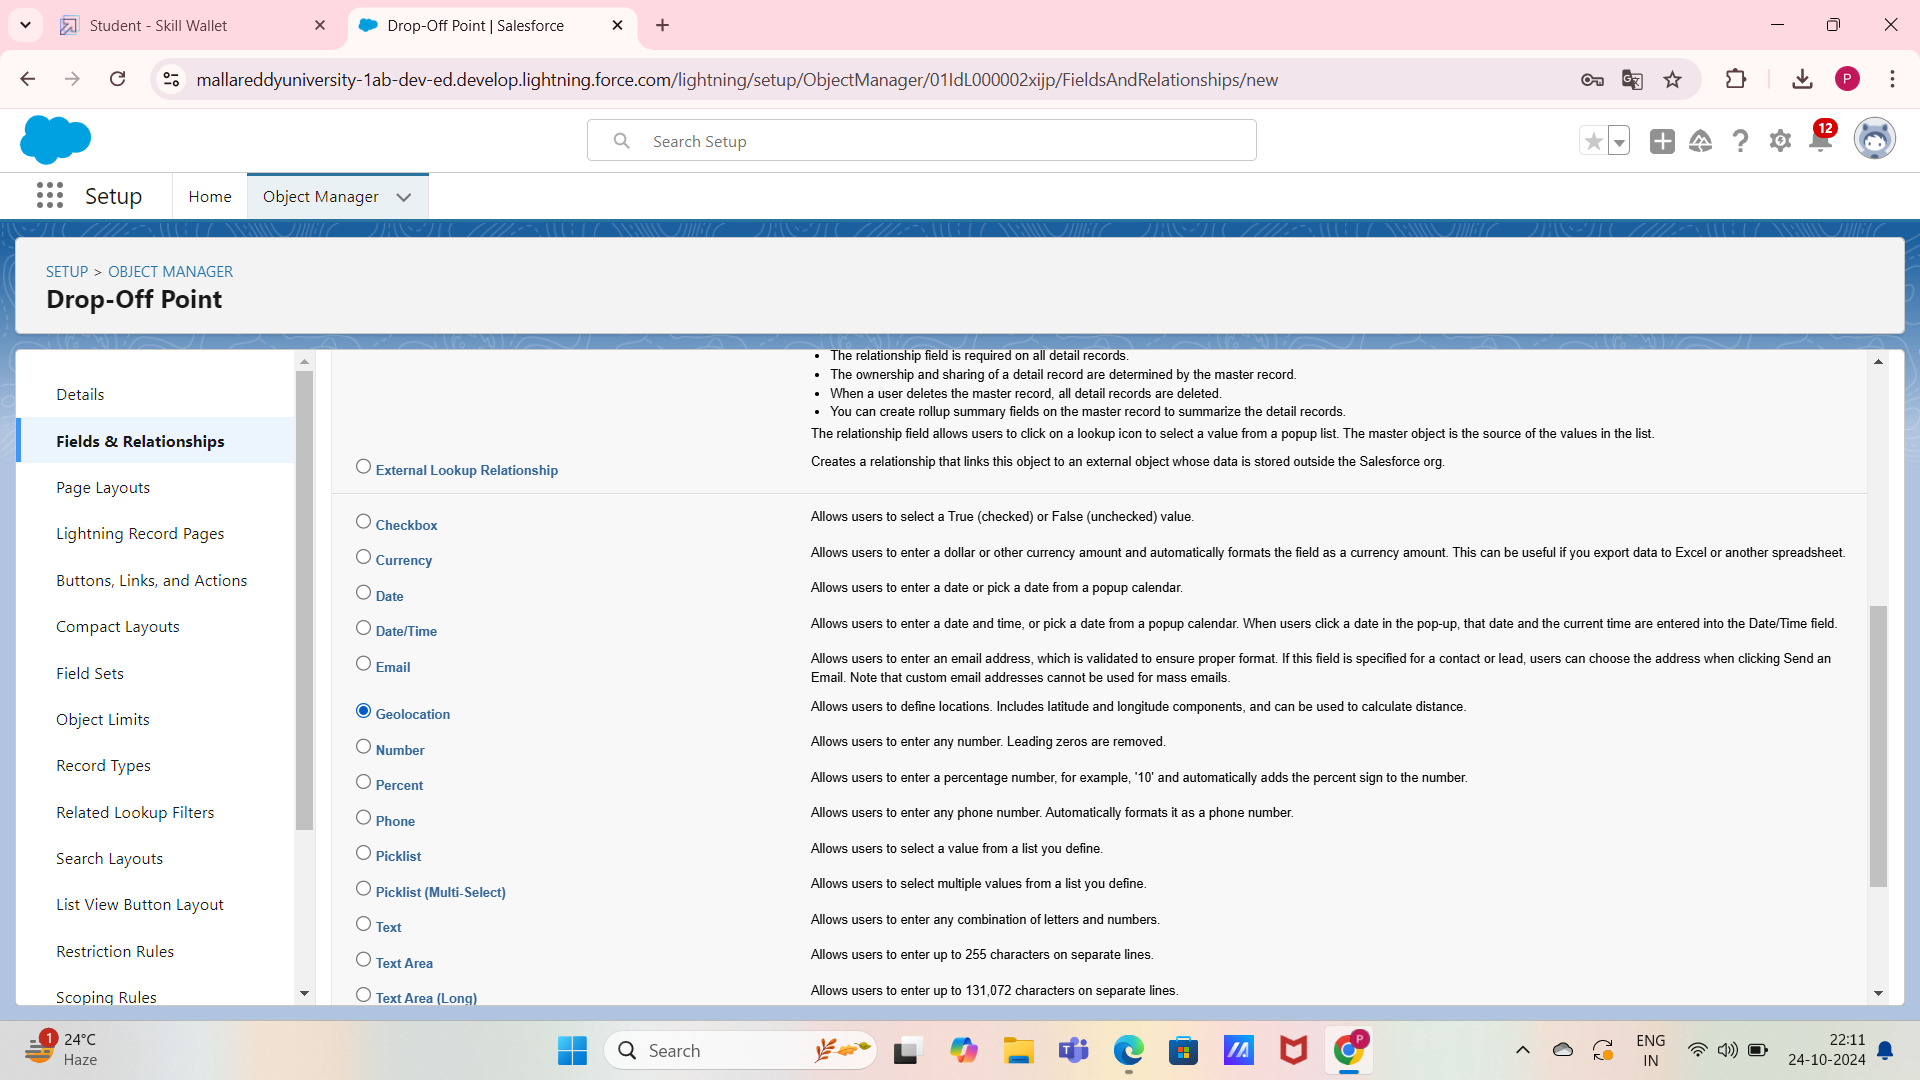 Student - Skill Wallet
Drop-Off Point | Salesforce
mallareddyuniversity-1ab-dev-ed.develop.lightning.force.com/lightning/setup/ObjectManager/01IdL000002xijp/FieldsAndRelationships/new
P
Search Setup
12
Setup
Home
Object Manager
SETUP > OBJECT MANAGER
Drop-Off Point
Details
Fields & Relationships
Page Layouts
Lightning Record Pages
Buttons, Links, and Actions
Compact Layouts
Field Sets
Object Limits
Record Types
Related Lookup Filters
Search Layouts
List View Button Layout
Restriction Rules
Scoping Rules
The relationship field is required on all detail records.
The ownership and sharing of a detail record are determined by the master record.
When a user deletes the master record, all detail records are deleted.
You can create rollup summary fields on the master record to summarize the detail records.
The relationship field allows users to click on a lookup icon to select a value from a popup list. The master object is the source of the values in the list.
External Lookup Relationship
Creates a relationship that links this object to an external object whose data is stored outside the Salesforce org.
Checkbox
Allows users to select a True (checked) or False (unchecked) value.
Currency
Allows users to enter a dollar or other currency amount and automatically formats the field as a currency amount. This can be useful if you export data to Excel or another spreadsheet.
Date
Allows users to enter a date or pick a date from a popup calendar.
Date/Time
Allows users to enter a date and time, or pick a date from a popup calendar. When users click a date in the pop-up, that date and the current time are entered into the Date/Time field.
Email
Allows users to enter an email address, which is validated to ensure proper format. If this field is specified for a contact or lead, users can choose the address when clicking Send an
Email. Note that custom email addresses cannot be used for mass emails.
Geolocation
Allows users to define locations. Includes latitude and longitude components, and can be used to calculate distance.
Number
Allows users to enter any number. Leading zeros are removed.
Percent
Allows users to enter a percentage number, for example, '10' and automatically adds the percent sign to the number.
Phone
Allows users to enter any phone number. Automatically formats it as a phone number.
Picklist
Allows users to select a value from a list you define.
Picklist (Multi-Select)
Allows users to select multiple values from a list you define.
Text
Allows users to enter any combination of letters and numbers.
Text Area
Allows users to enter up to 255 characters on separate lines.
Text Area (Long)
Allows users to enter up to 131,072 characters on separate lines.
1
24°C
Haze
Search
P
ENG
IN
22:11
24-10-2024